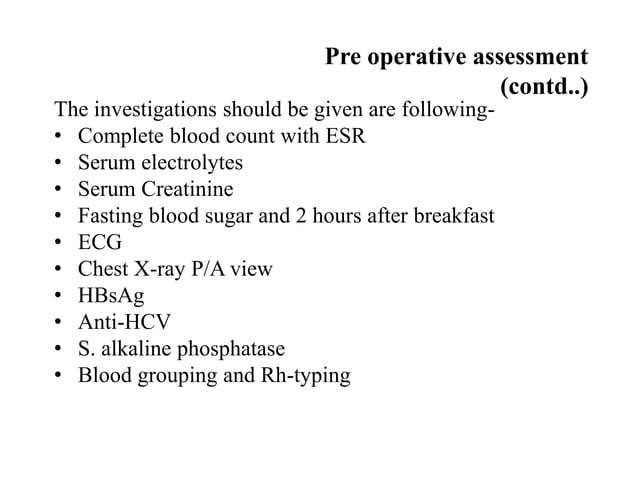 Pre operative assessment
(contd..)
The investigations should be given are following-
• Complete blood count with ESR
• Serum electrolytes
• Serum Creatinine
• Fasting blood sugar and 2 hours after breakfast
• ECG
• Chest X-ray P/A view
• HBsAg
• Anti-HCV
• S. alkaline phosphatase
• Blood grouping and Rh-typing